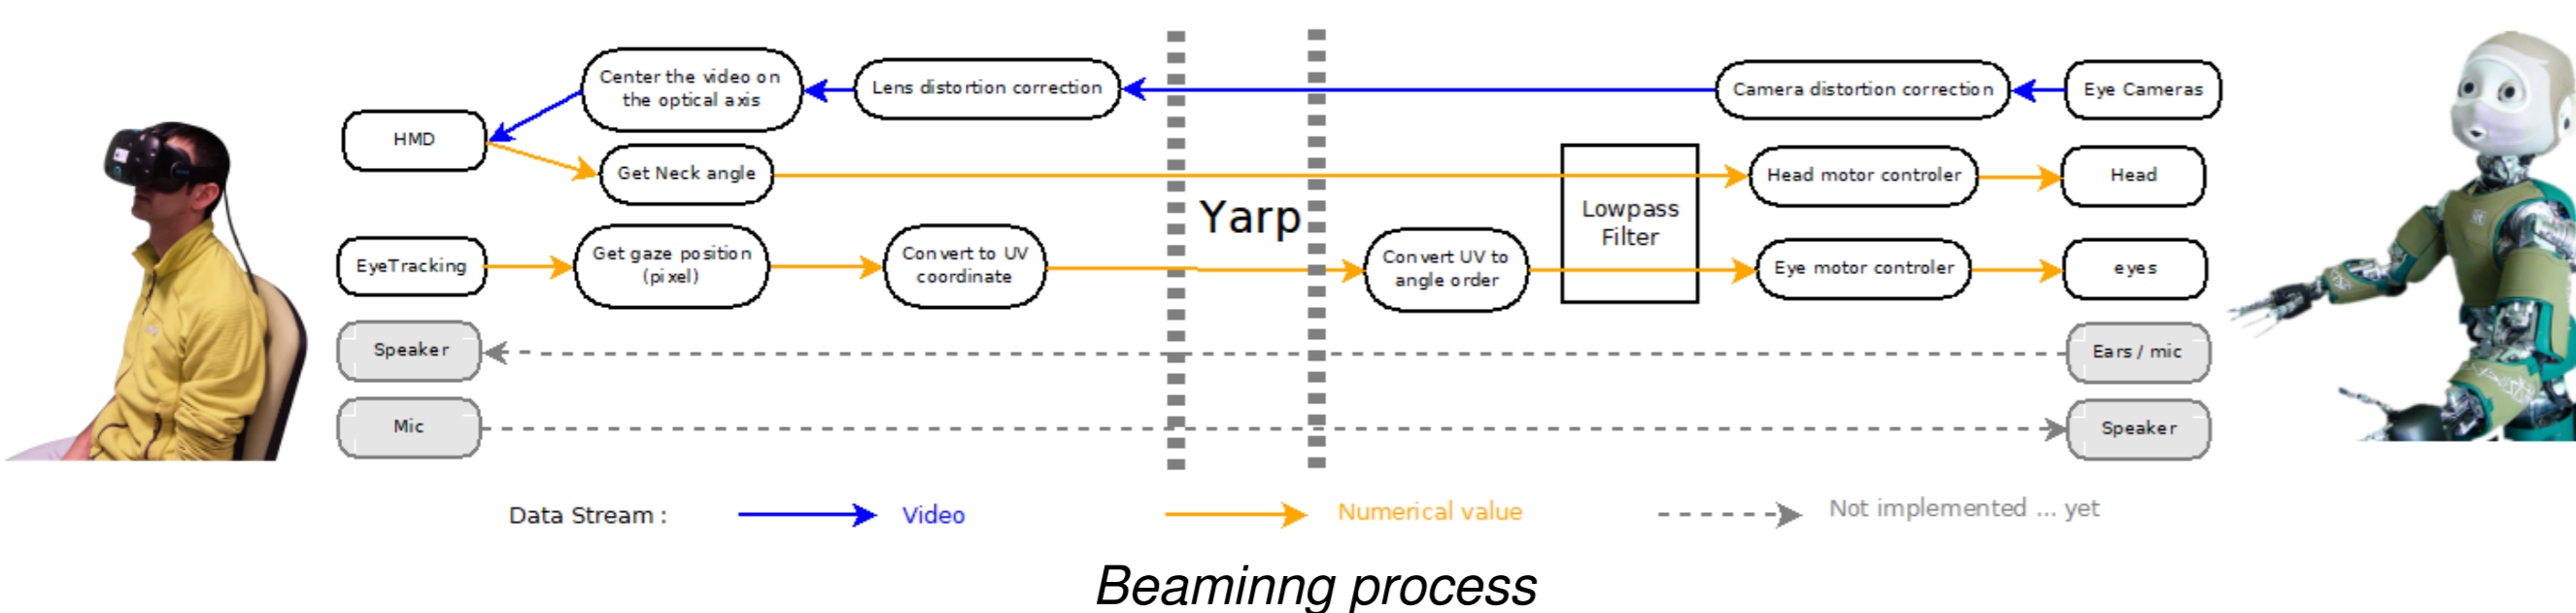 Center the video on
the optical axis
Lens distortion correction
Camera distortion correction
Eye Cameras
HMD
Get Neck angle
Head motor controler
Head
Yarp
Lowpass
Filter
EyeTracking
Get gaze position
(pixel)
Convert to UV
coordinate
Convert UV to
angle order
Eye motor controler
eyes
Speaker
Ears / mic
Mic
Speaker
Data Stream :
Video
Numerical value
Not implemented ... yet
Beaminng process